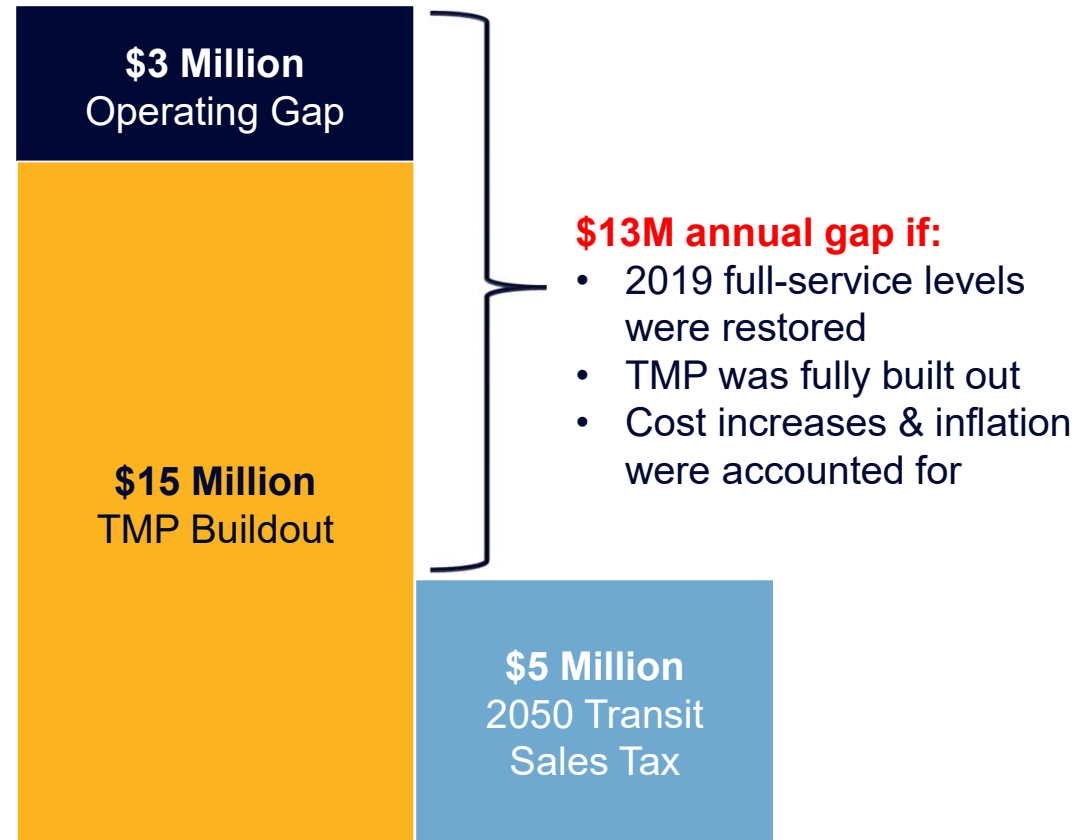 $3 Million
Operating Gap
$13M annual gap if:
• 2019 full-service levels
were restored
• TMP was fully built out
• Cost increases & inflation
were accounted for
$15 Million
TMP Buildout
$5 Million
2050 Transit
Sales Tax